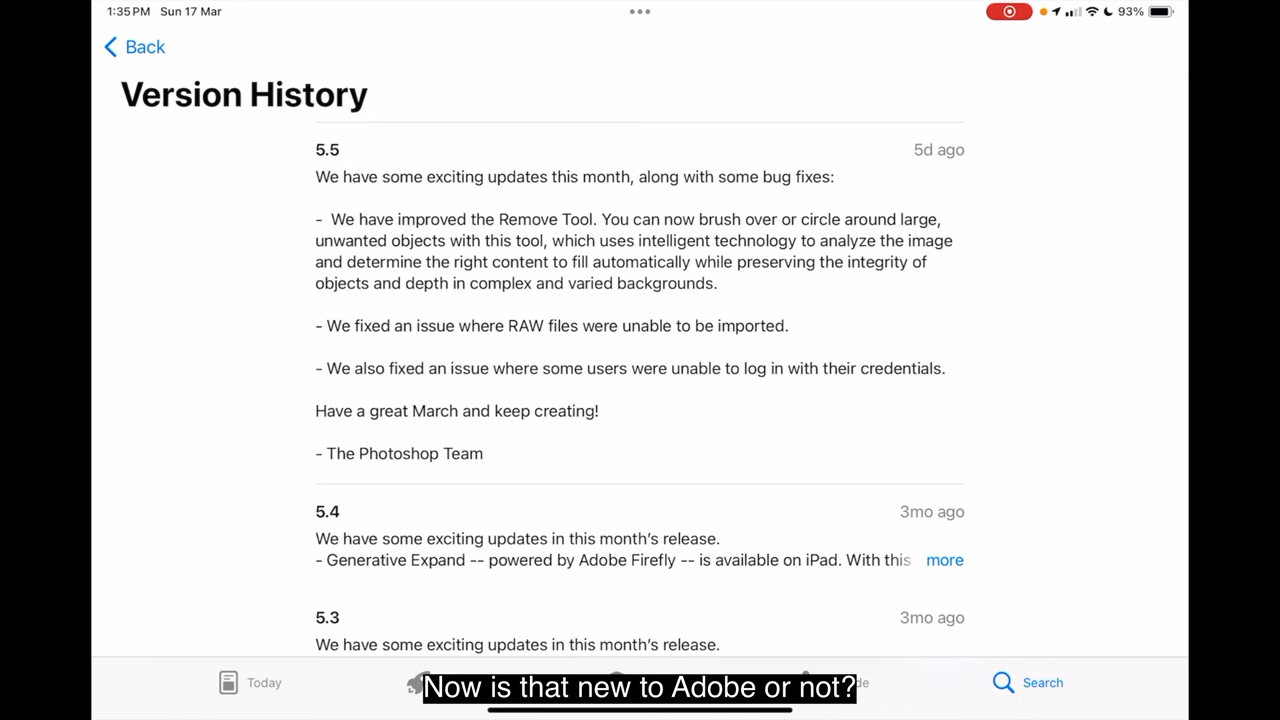 1:35 PM Sun 17 Mar
93%
Back
Version History
5.5
5d ago
We have some exciting updates this month, along with some bug fixes:
- We have improved the Remove Tool. You can now brush over or circle around large,
unwanted objects with this tool, which uses intelligent technology to analyze the image
and determine the right content to fill automatically while preserving the integrity of
objects and depth in complex and varied backgrounds.
- We fixed an issue where RAW files were unable to be imported.
- We also fixed an issue where some users were unable to log in with their credentials.
Have a great March and keep creating!
- The Photoshop Team
5.4
3mo ago
We have some exciting updates in this month's release.
- Generative Expand -- powered by Adobe Firefly -- is available on iPad. With this more
5.3
3mo ago
We have some exciting updates in this month's release.
Today
Search
Now is that new to Adobe or not?